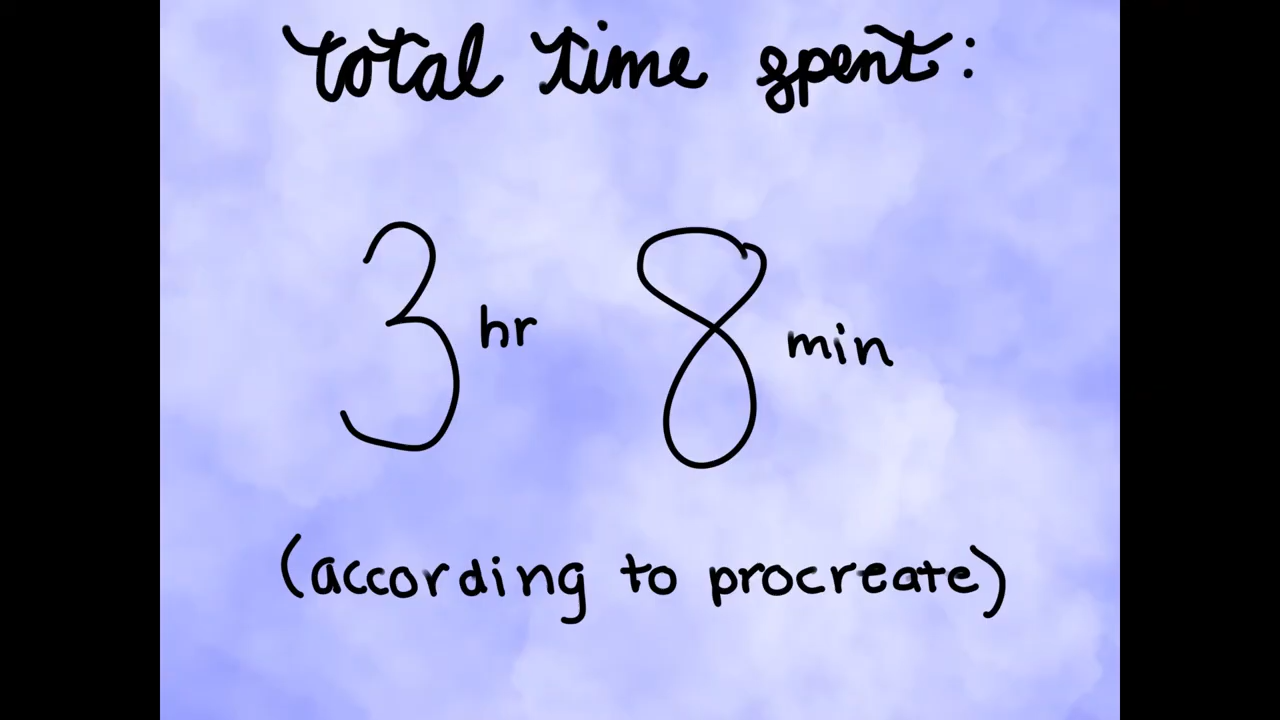 total time spent:
3 hr 8 min
(according to procreate)